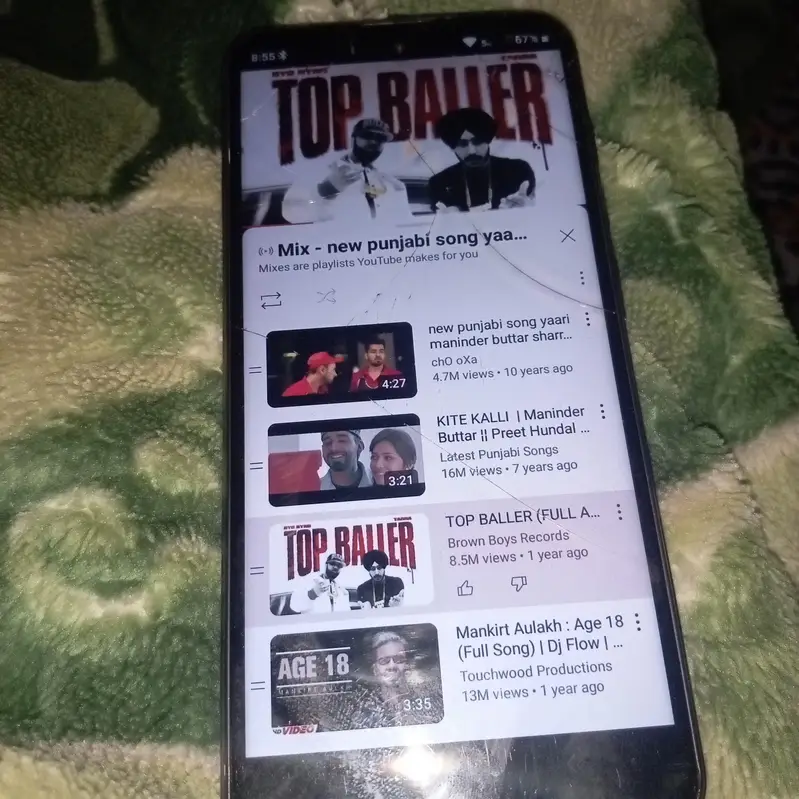 8:55
67%
TOP BALLER
Mix - new punjabi song yaa...
Mixes are playlists YouTube makes for you
new punjabi song yaari
maninder buttar sharr...
chO oXa
4.7M views • 10 years ago
4:27
KITE KALLI | Maninder
Buttar || Preet Hundal ...
Latest Punjabi Songs
16M views • 7 years ago
3:21
TOP BALLER
TOP BALLER (FULL A...
Brown Boys Records
8.5M views • 1 year ago
Mankirt Aulakh : Age 18
(Full Song) | Dj Flow | ...
Touchwood Productions
13M views • 1 year ago
AGE 18
MANKIRT AULAKH
3:35
VIDEO